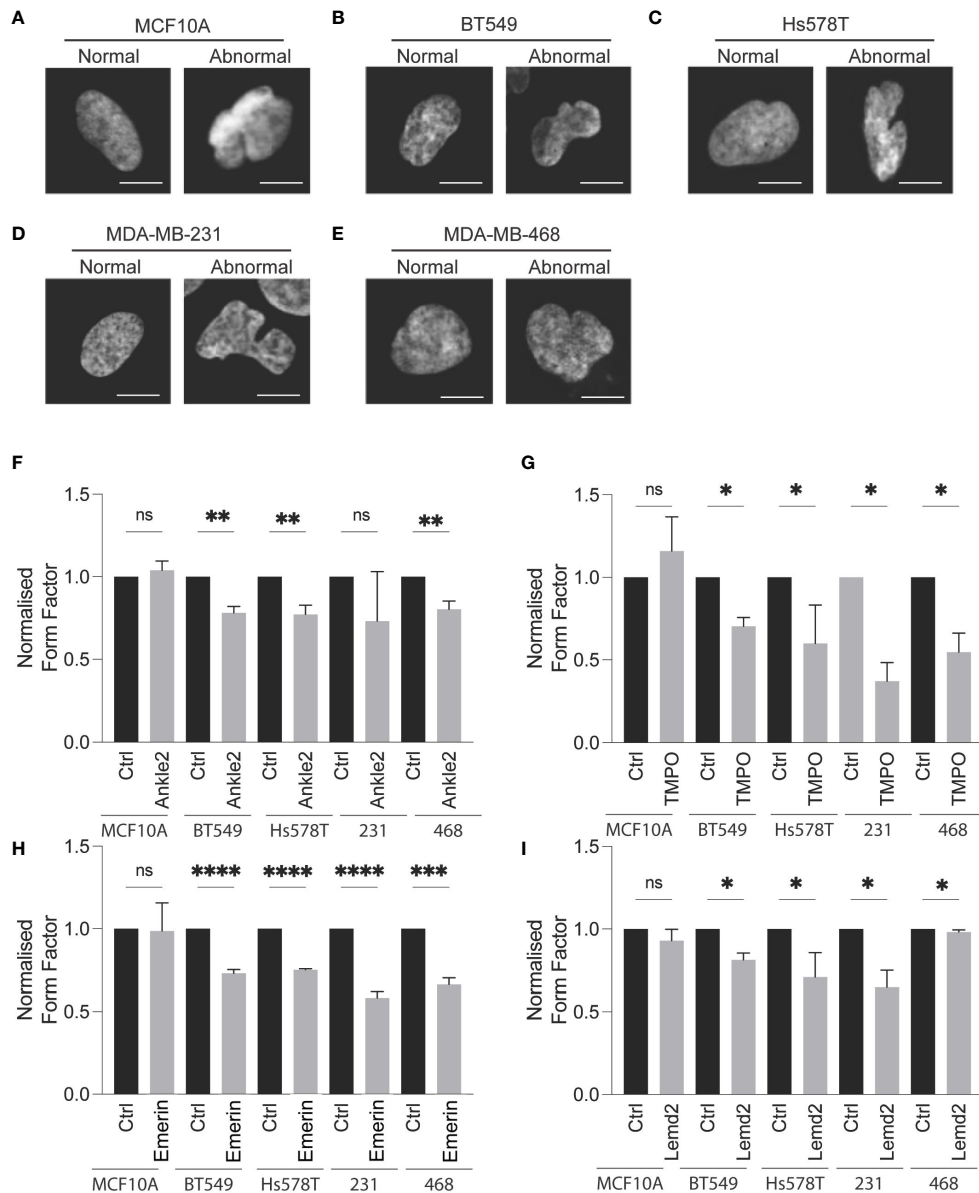 A
MCF10A
Normal Abnormal
B
BT549
Normal Abnormal
C
Hs578T
Normal Abnormal
D
MDA-MB-231
Normal Abnormal
E
MDA-MB-468
Normal Abnormal
F
Normalised
Form Factor
1.5
1.0
0.5
0.0
ns ** ** ns **
Ctrl Ankle2 Ctrl Ankle2 Ctrl Ankle2 Ctrl Ankle2 Ctrl Ankle2
MCF10A BT549 Hs578T 231 468
G
Normalised
Form Factor
1.5
1.0
0.5
0.0
ns * * * *
Ctrl TMPO Ctrl TMPO Ctrl TMPO Ctrl TMPO Ctrl TMPO
MCF10A BT549 Hs578T 231 468
H
Normalised
Form Factor
1.5
1.0
0.5
0.0
ns **** **** **** ***
Ctrl Emerin Ctrl Emerin Ctrl Emerin Ctrl Emerin Ctrl Emerin
MCF10A BT549 Hs578T 231 468
I
Normalised
Form Factor
1.5
1.0
0.5
0.0
ns * * * *
Ctrl Lemd2 Ctrl Lemd2 Ctrl Lemd2 Ctrl Lemd2 Ctrl Lemd2
MCF10A BT549 Hs578T 231 468